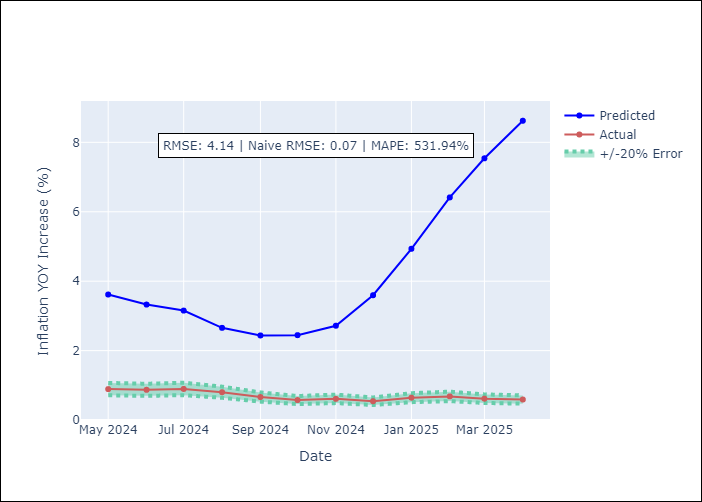 RMSE: 4.14 | Naive RMSE: 0.07 | MAPE: 531.94%
Predicted
Actual
+/-20% Error
Inflation YOY Increase (%)
8
6
4
2
0
May 2024 Jul 2024 Sep 2024 Nov 2024 Jan 2025 Mar 2025
Date